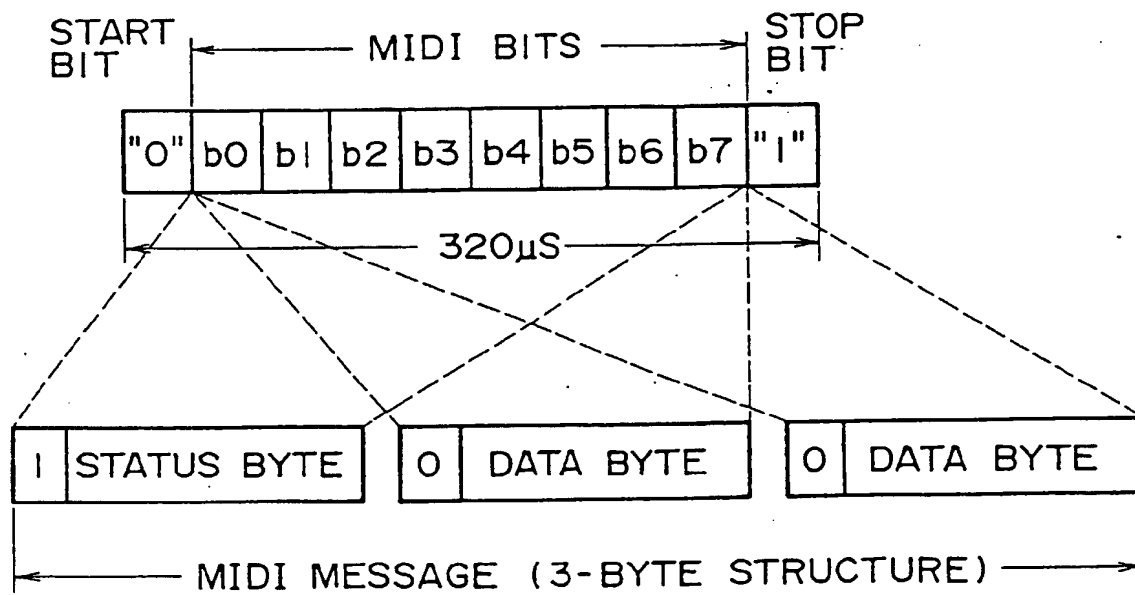 START BIT
MIDI BITS
STOP BIT
"0" b0 b1 b2 b3 b4 b5 b6 b7 "1"
320µS
1 STATUS BYTE 0 DATA BYTE 0 DATA BYTE
MIDI MESSAGE (3-BYTE STRUCTURE)